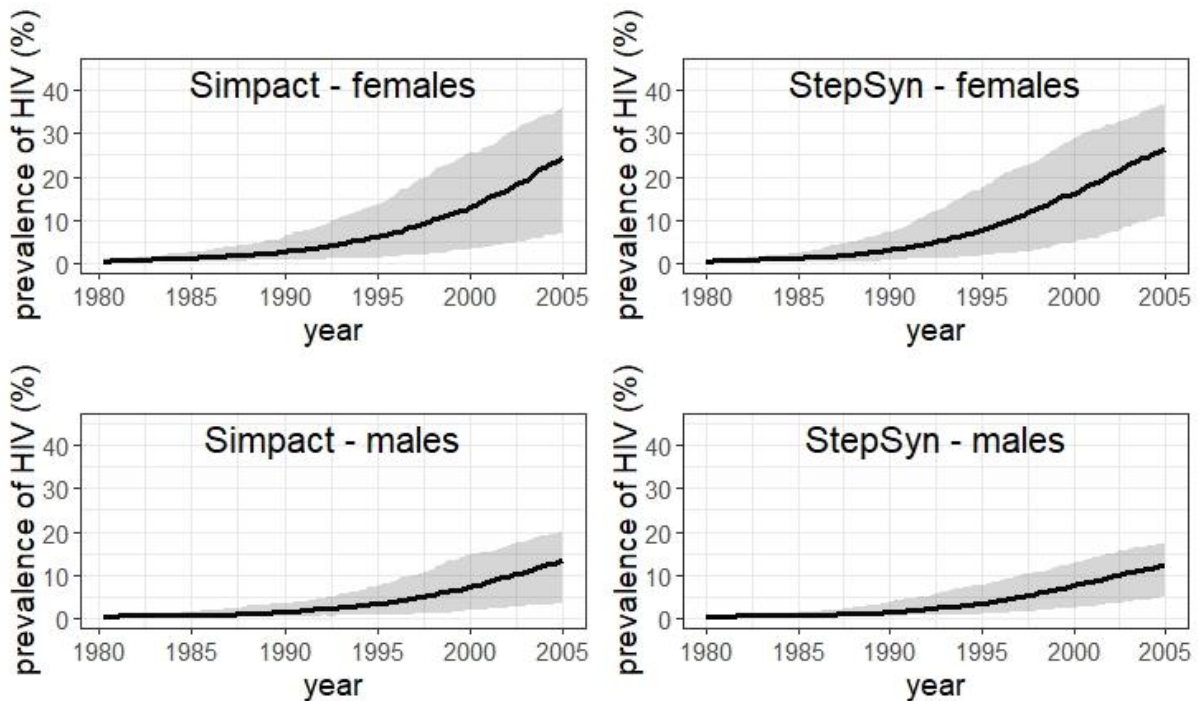 prevalence of HIV (%)
Simpact - females
40
30
20
10
0
1980 1985 1990 1995 2000 2005
year
prevalence of HIV (%)
StepSyn - females
40
30
20
10
0
1980 1985 1990 1995 2000 2005
year
prevalence of HIV (%)
Simpact - males
40
30
20
10
0
1980 1985 1990 1995 2000 2005
year
prevalence of HIV (%)
StepSyn - males
40
30
20
10
0
1980 1985 1990 1995 2000 2005
year